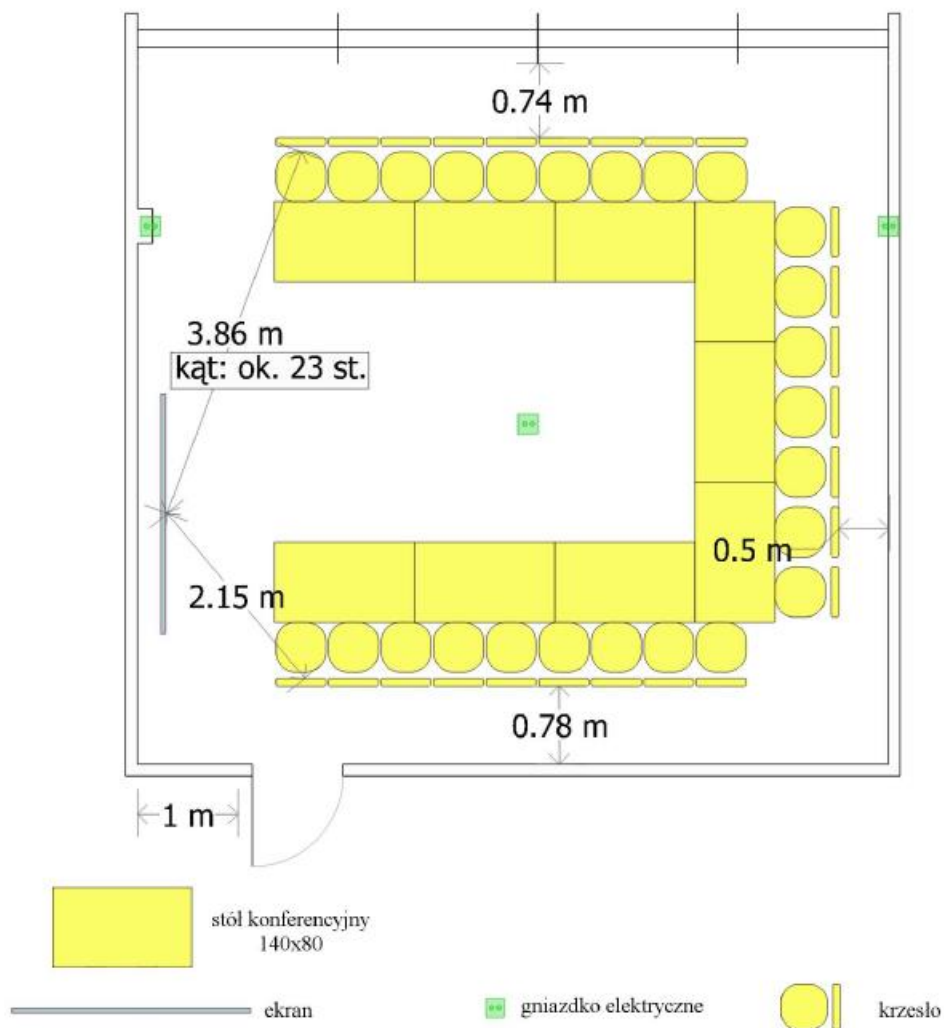 0.74 m
3.86 m
kąt: ok. 23 st.
0.5 m
2.15 m
0.78 m
1 m
stół konferencyjny
140x80
ekran
gniazdko elektryczne
krzesło